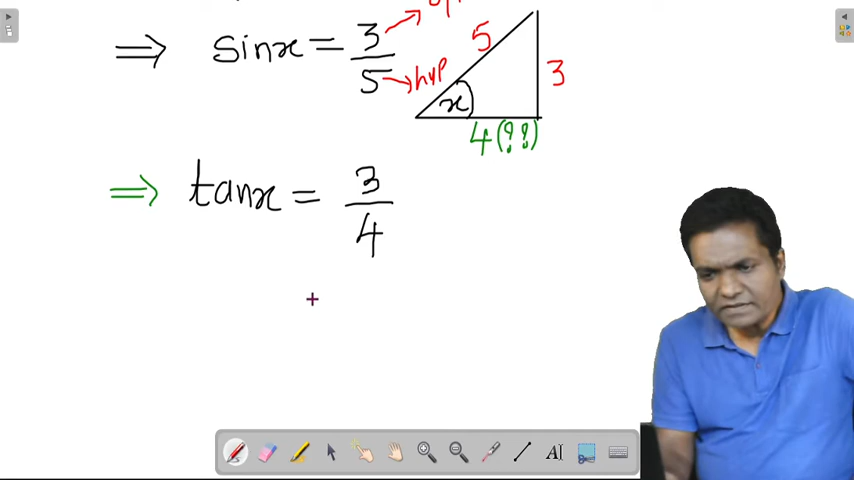 ⇒ sinx = 3/5 → hyp
5
3
x
4(??)
⇒ tanx = 3/4
A